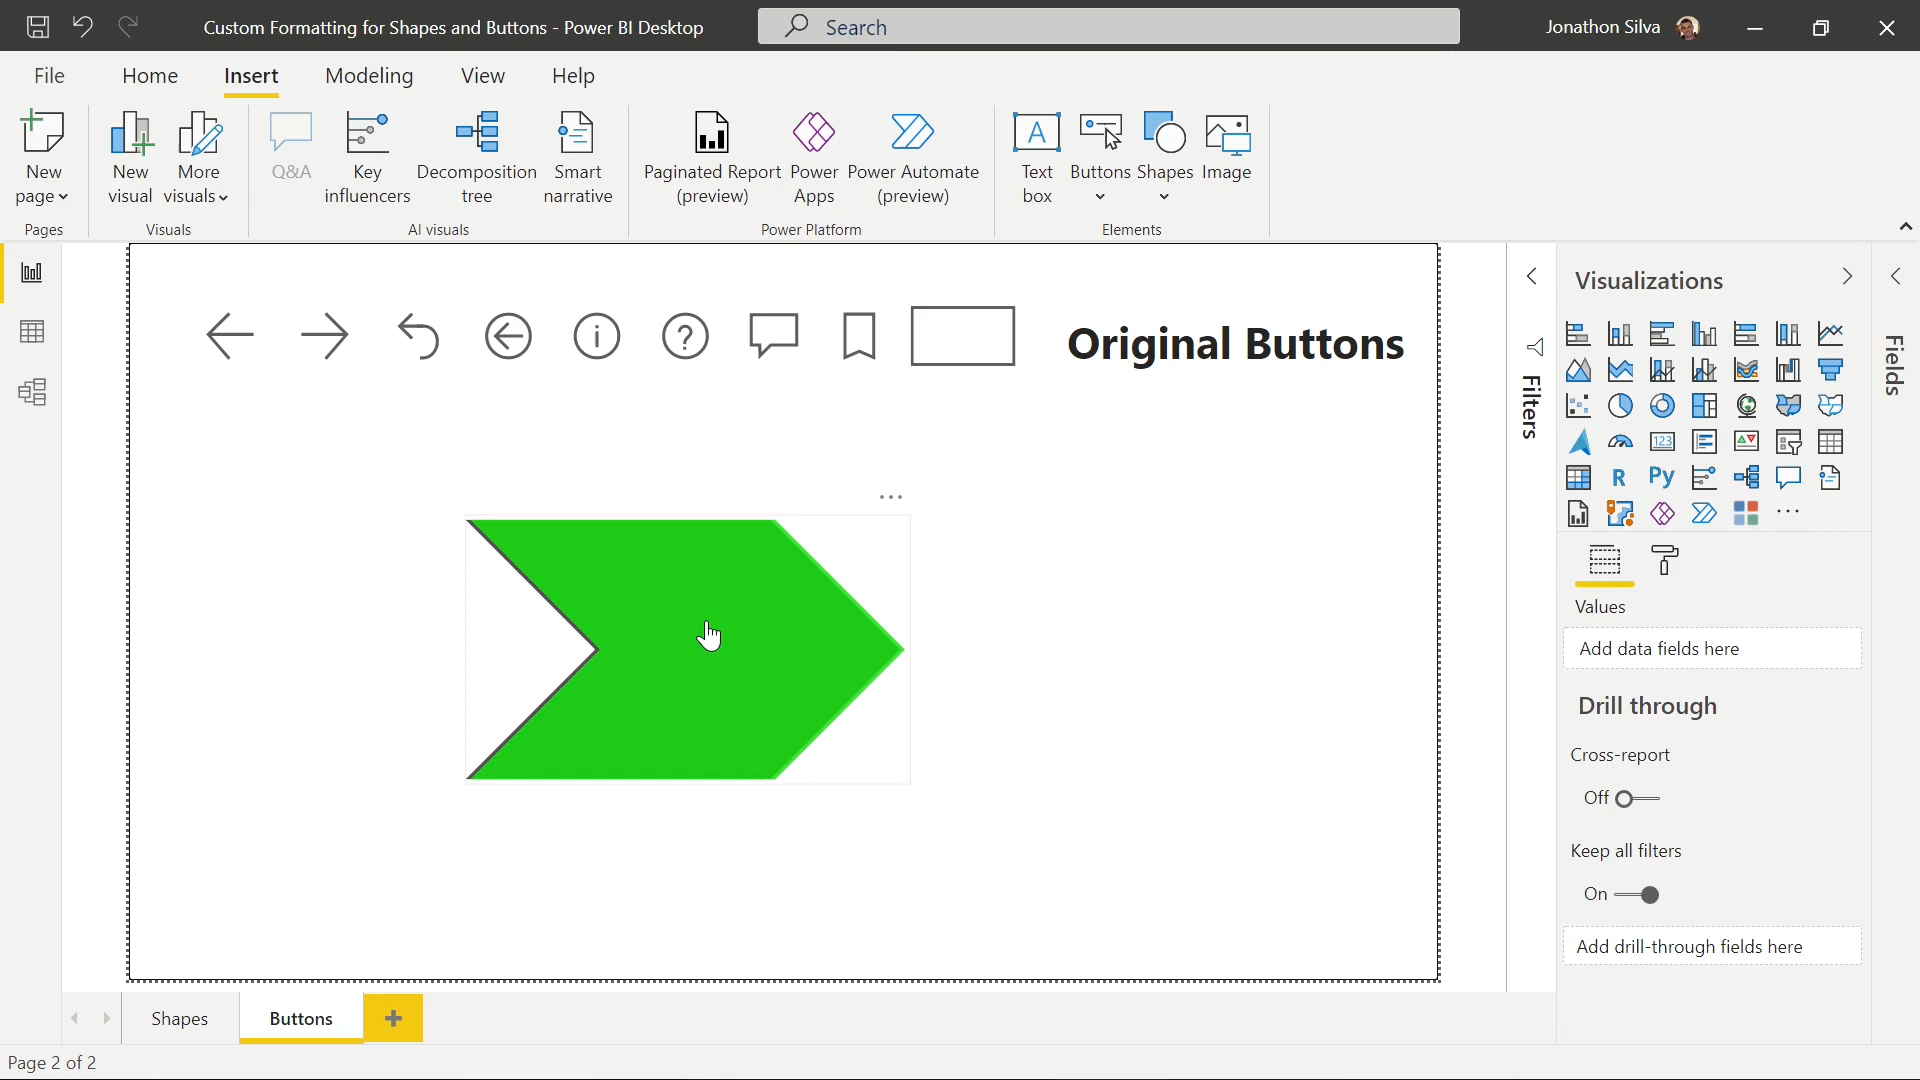 Custom Formatting for Shapes and Buttons - Power BI Desktop
Search
Jonathon Silva
File
Home
Insert
Modeling
View
Help
New
page
Pages
New
visual
More
visuals
Visuals
Q&A
Key
influencers
Decomposition
tree
Smart
narrative
AI visuals
Paginated Report
(preview)
Power
Apps
Power Automate
(preview)
Power Platform
A
Text
box
Buttons
Shapes
Image
Elements
i
?
Original Buttons
Filters
Visualizations
123
R
Py
Values
Add data fields here
Drill through
Cross-report
Off
Keep all filters
On
Add drill-through fields here
Fields
Shapes
Buttons
Page 2 of 2